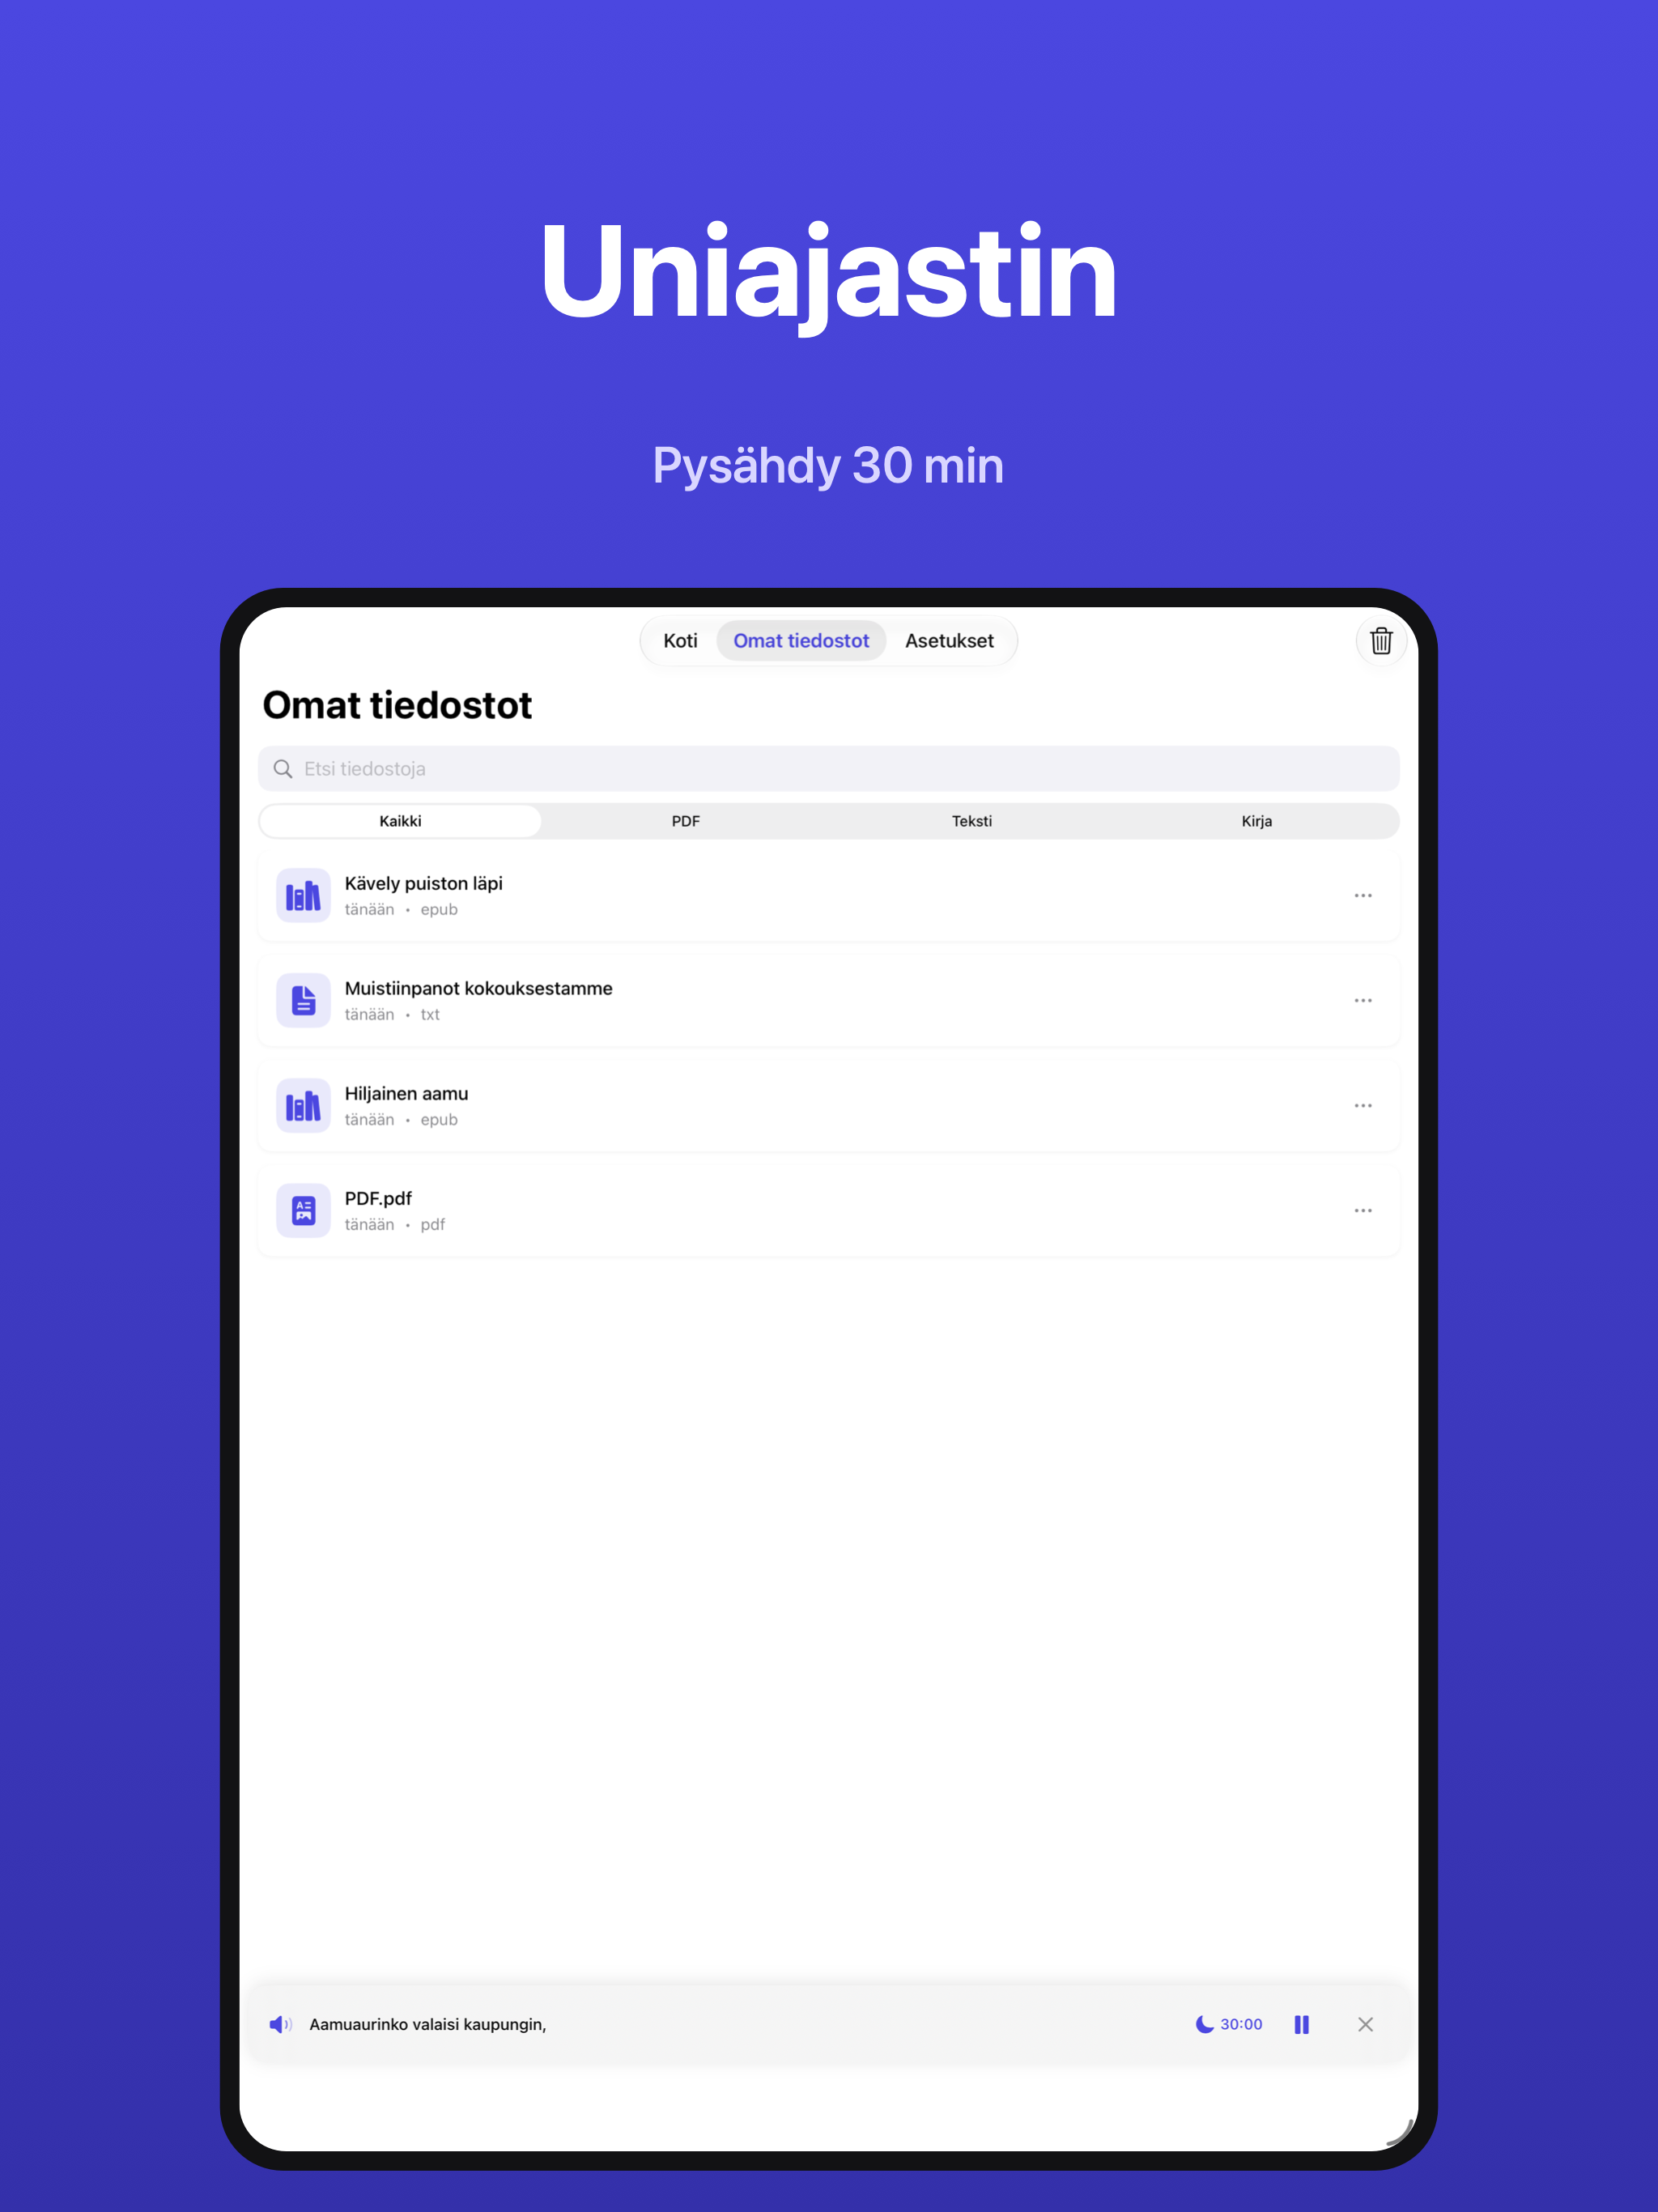 Uniajastin
Pysähdy 30 min
Koti Omat tiedostot Asetukset
Omat tiedostot
Etsi tiedostoja
Kaikki PDF Teksti Kirja
Kävely puiston läpi
tänään • epub
Muistiinpanot kokouksestamme
tänään • txt
Hiljainen aamu
tänään • epub
PDF.pdf
tänään • pdf
Aamuaurinko valaisi kaupungin, 30:00